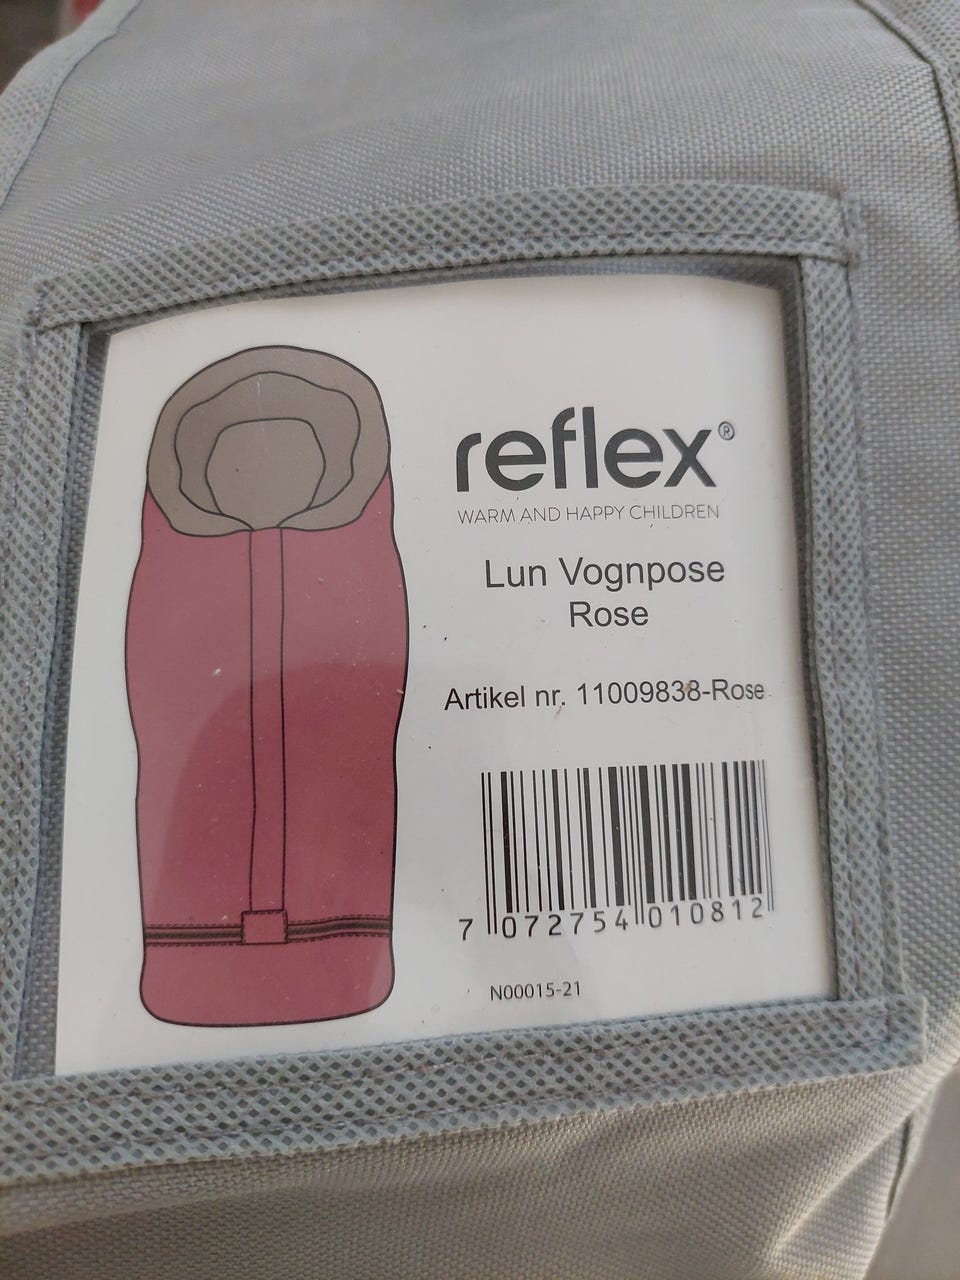 reflex®
WARM AND HAPPY CHILDREN
Lun Vognpose
Rose
Artikel nr. 11009838-Rose
7 072754 010812
N00015-21